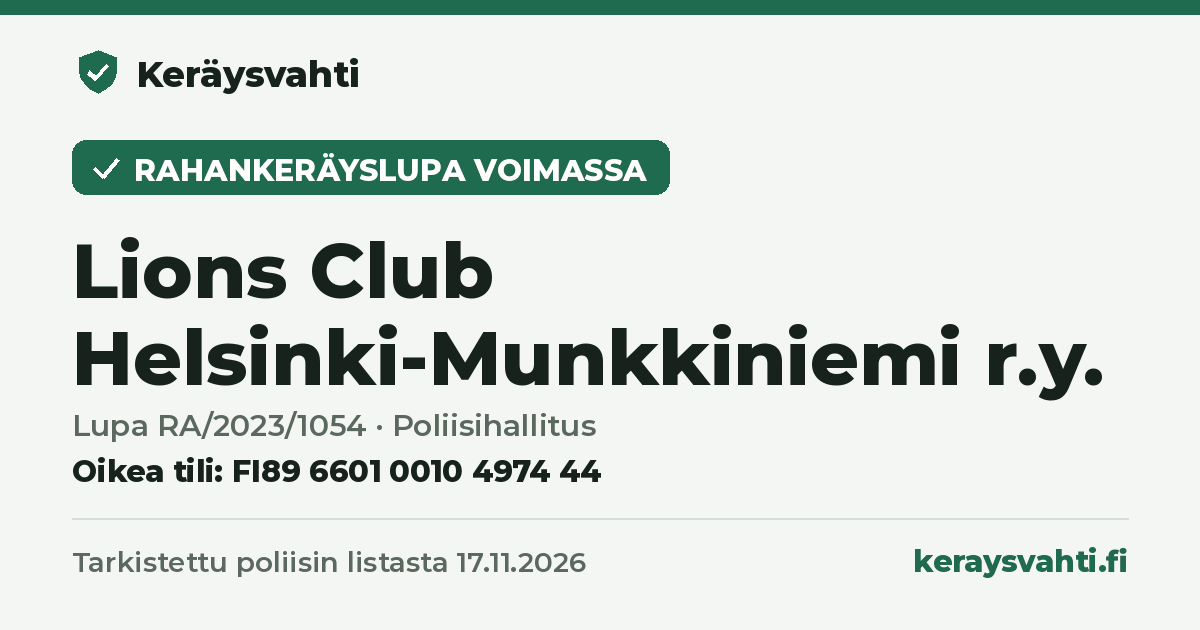 Keräysvahti
RAHANKERÄYSLUPA VOIMASSA
Lions Club
Helsinki-Munkkiniemi r.y.
Lupa RA/2023/1054 · Poliisihallitus
Oikea tili: FI89 6601 0010 4974 44
Tarkistettu poliisin listasta 17.11.2026
keraysvahti.fi